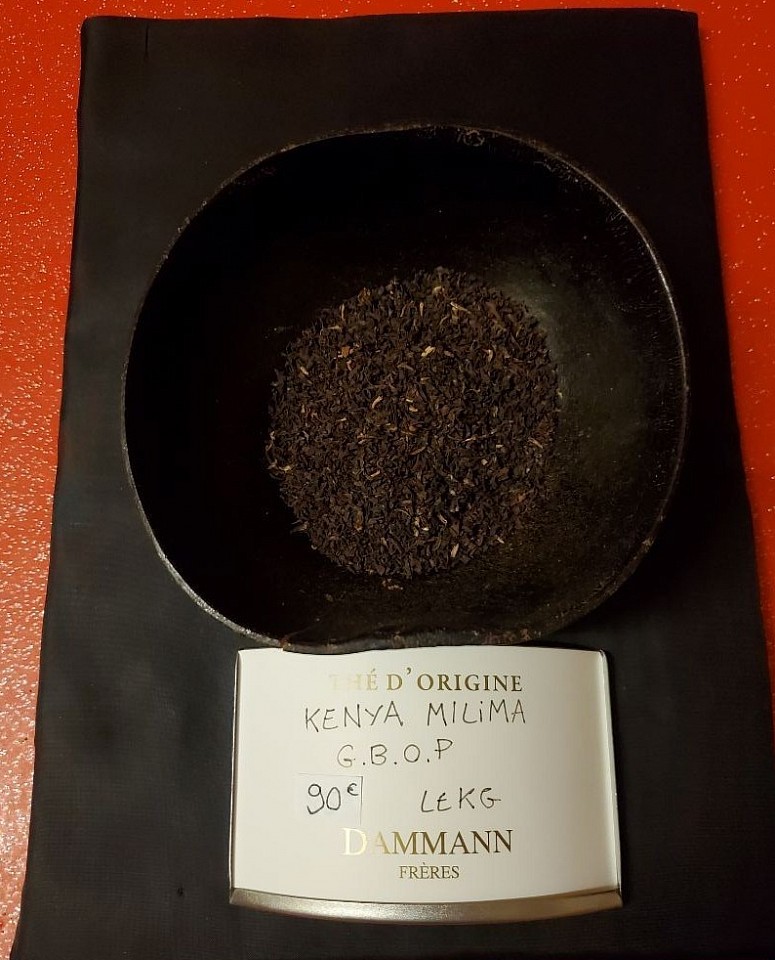 THÉ D'ORIGINE
KENYA MILIMA
G.B.O.P
90€ LE KG
DAMMANN
FRÈRES